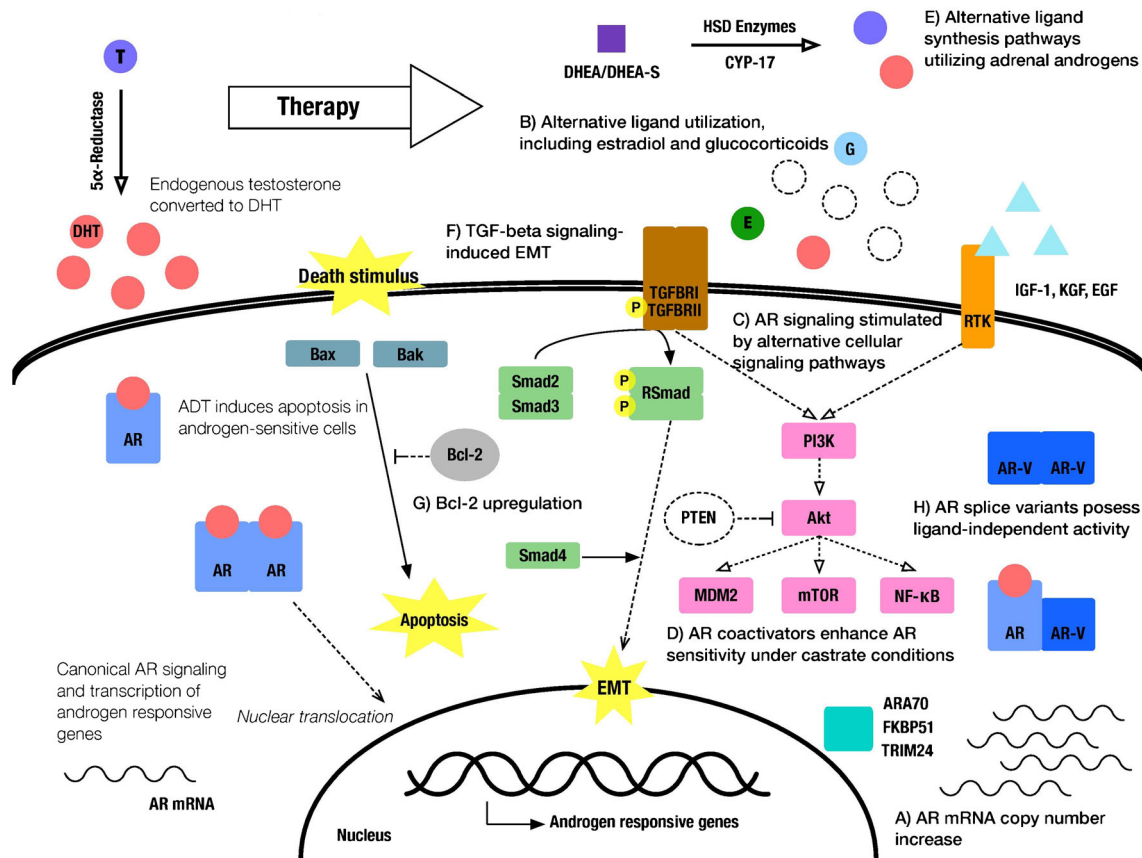 T
5α-Reductase
Endogenous testosterone
converted to DHT
DHT
Therapy
DHEA/DHEA-S
HSD Enzymes
CYP-17
E) Alternative ligand
synthesis pathways
utilizing adrenal androgens
B) Alternative ligand utilization,
including estradiol and glucocorticoids
G
E
F) TGF-beta signaling-
induced EMT
Death stimulus
TGFBRI
TGFBRII
P
RTK
IGF-1, KGF, EGF
C) AR signaling stimulated
by alternative cellular
signaling pathways
Bax
Bak
Smad2
Smad3
P
P
RSmad
AR
ADT induces apoptosis in
androgen-sensitive cells
Bcl-2
G) Bcl-2 upregulation
PI3K
PTEN
Akt
AR-V
AR-V
H) AR splice variants posess
ligand-independent activity
Smad4
AR
AR
MDM2
mTOR
NF-κB
AR
AR-V
D) AR coactivators enhance AR
sensitivity under castrate conditions
Apoptosis
EMT
Canonical AR signaling
and transcription of
androgen responsive
genes
Nuclear translocation
AR mRNA
ARA70
FKBP51
TRIM24
Nucleus
Androgen responsive genes
A) AR mRNA copy number
increase